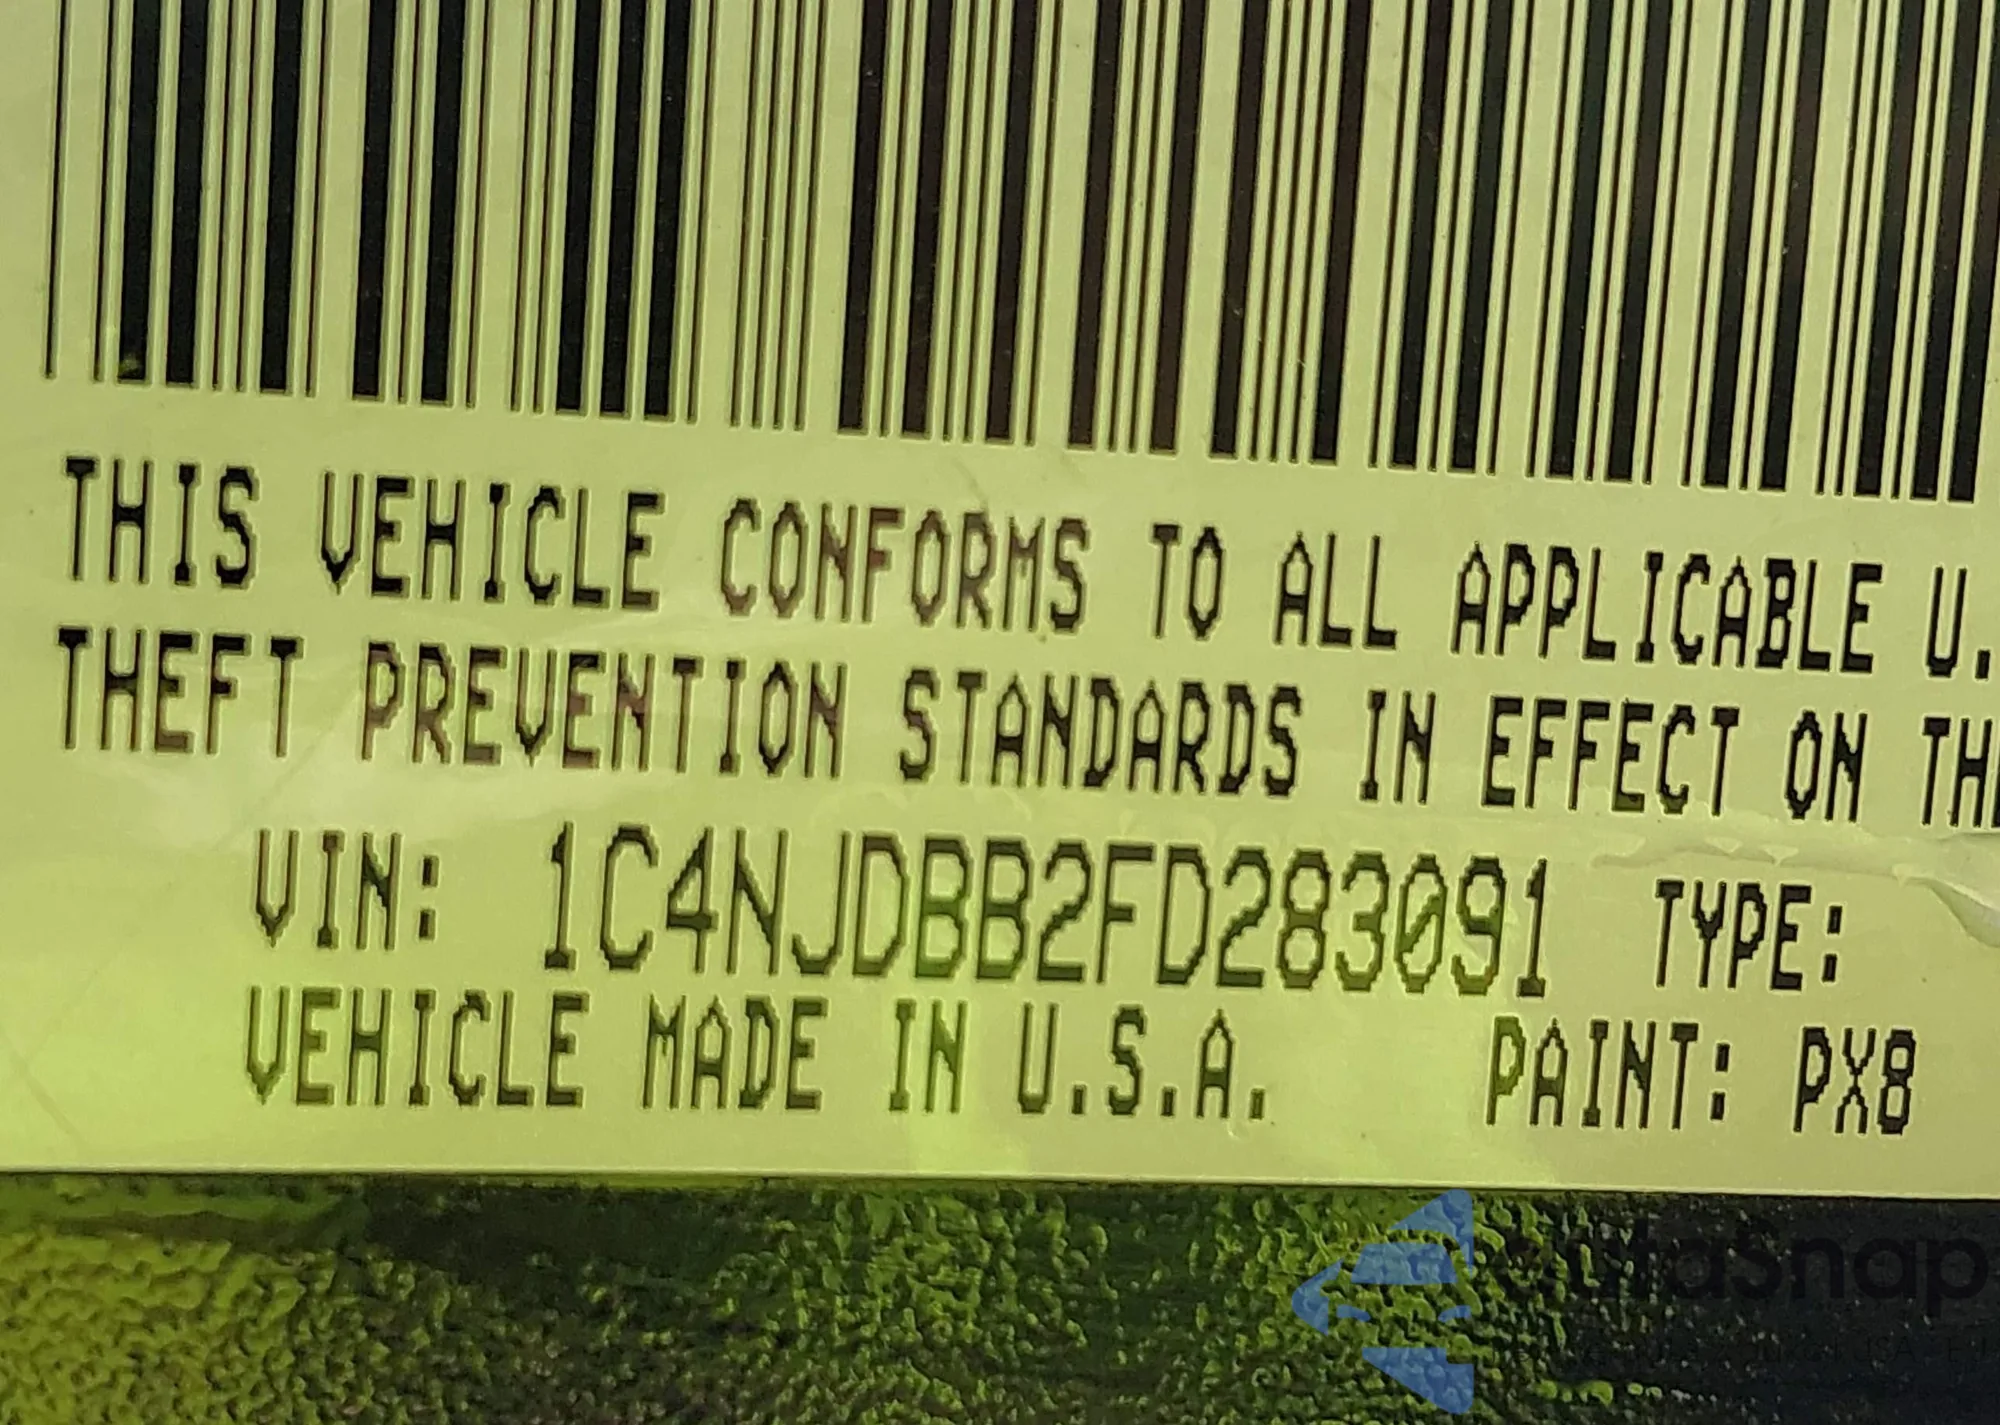 THIS VEHICLE CONFORMS TO ALL APPLICABLE U.
THEFT PREVENTION STANDARDS IN EFFECT ON TH
VIN: 1C4NJDBB2FD283091 TYPE:
VEHICLE MADE IN U.S.A. PAINT: PX8